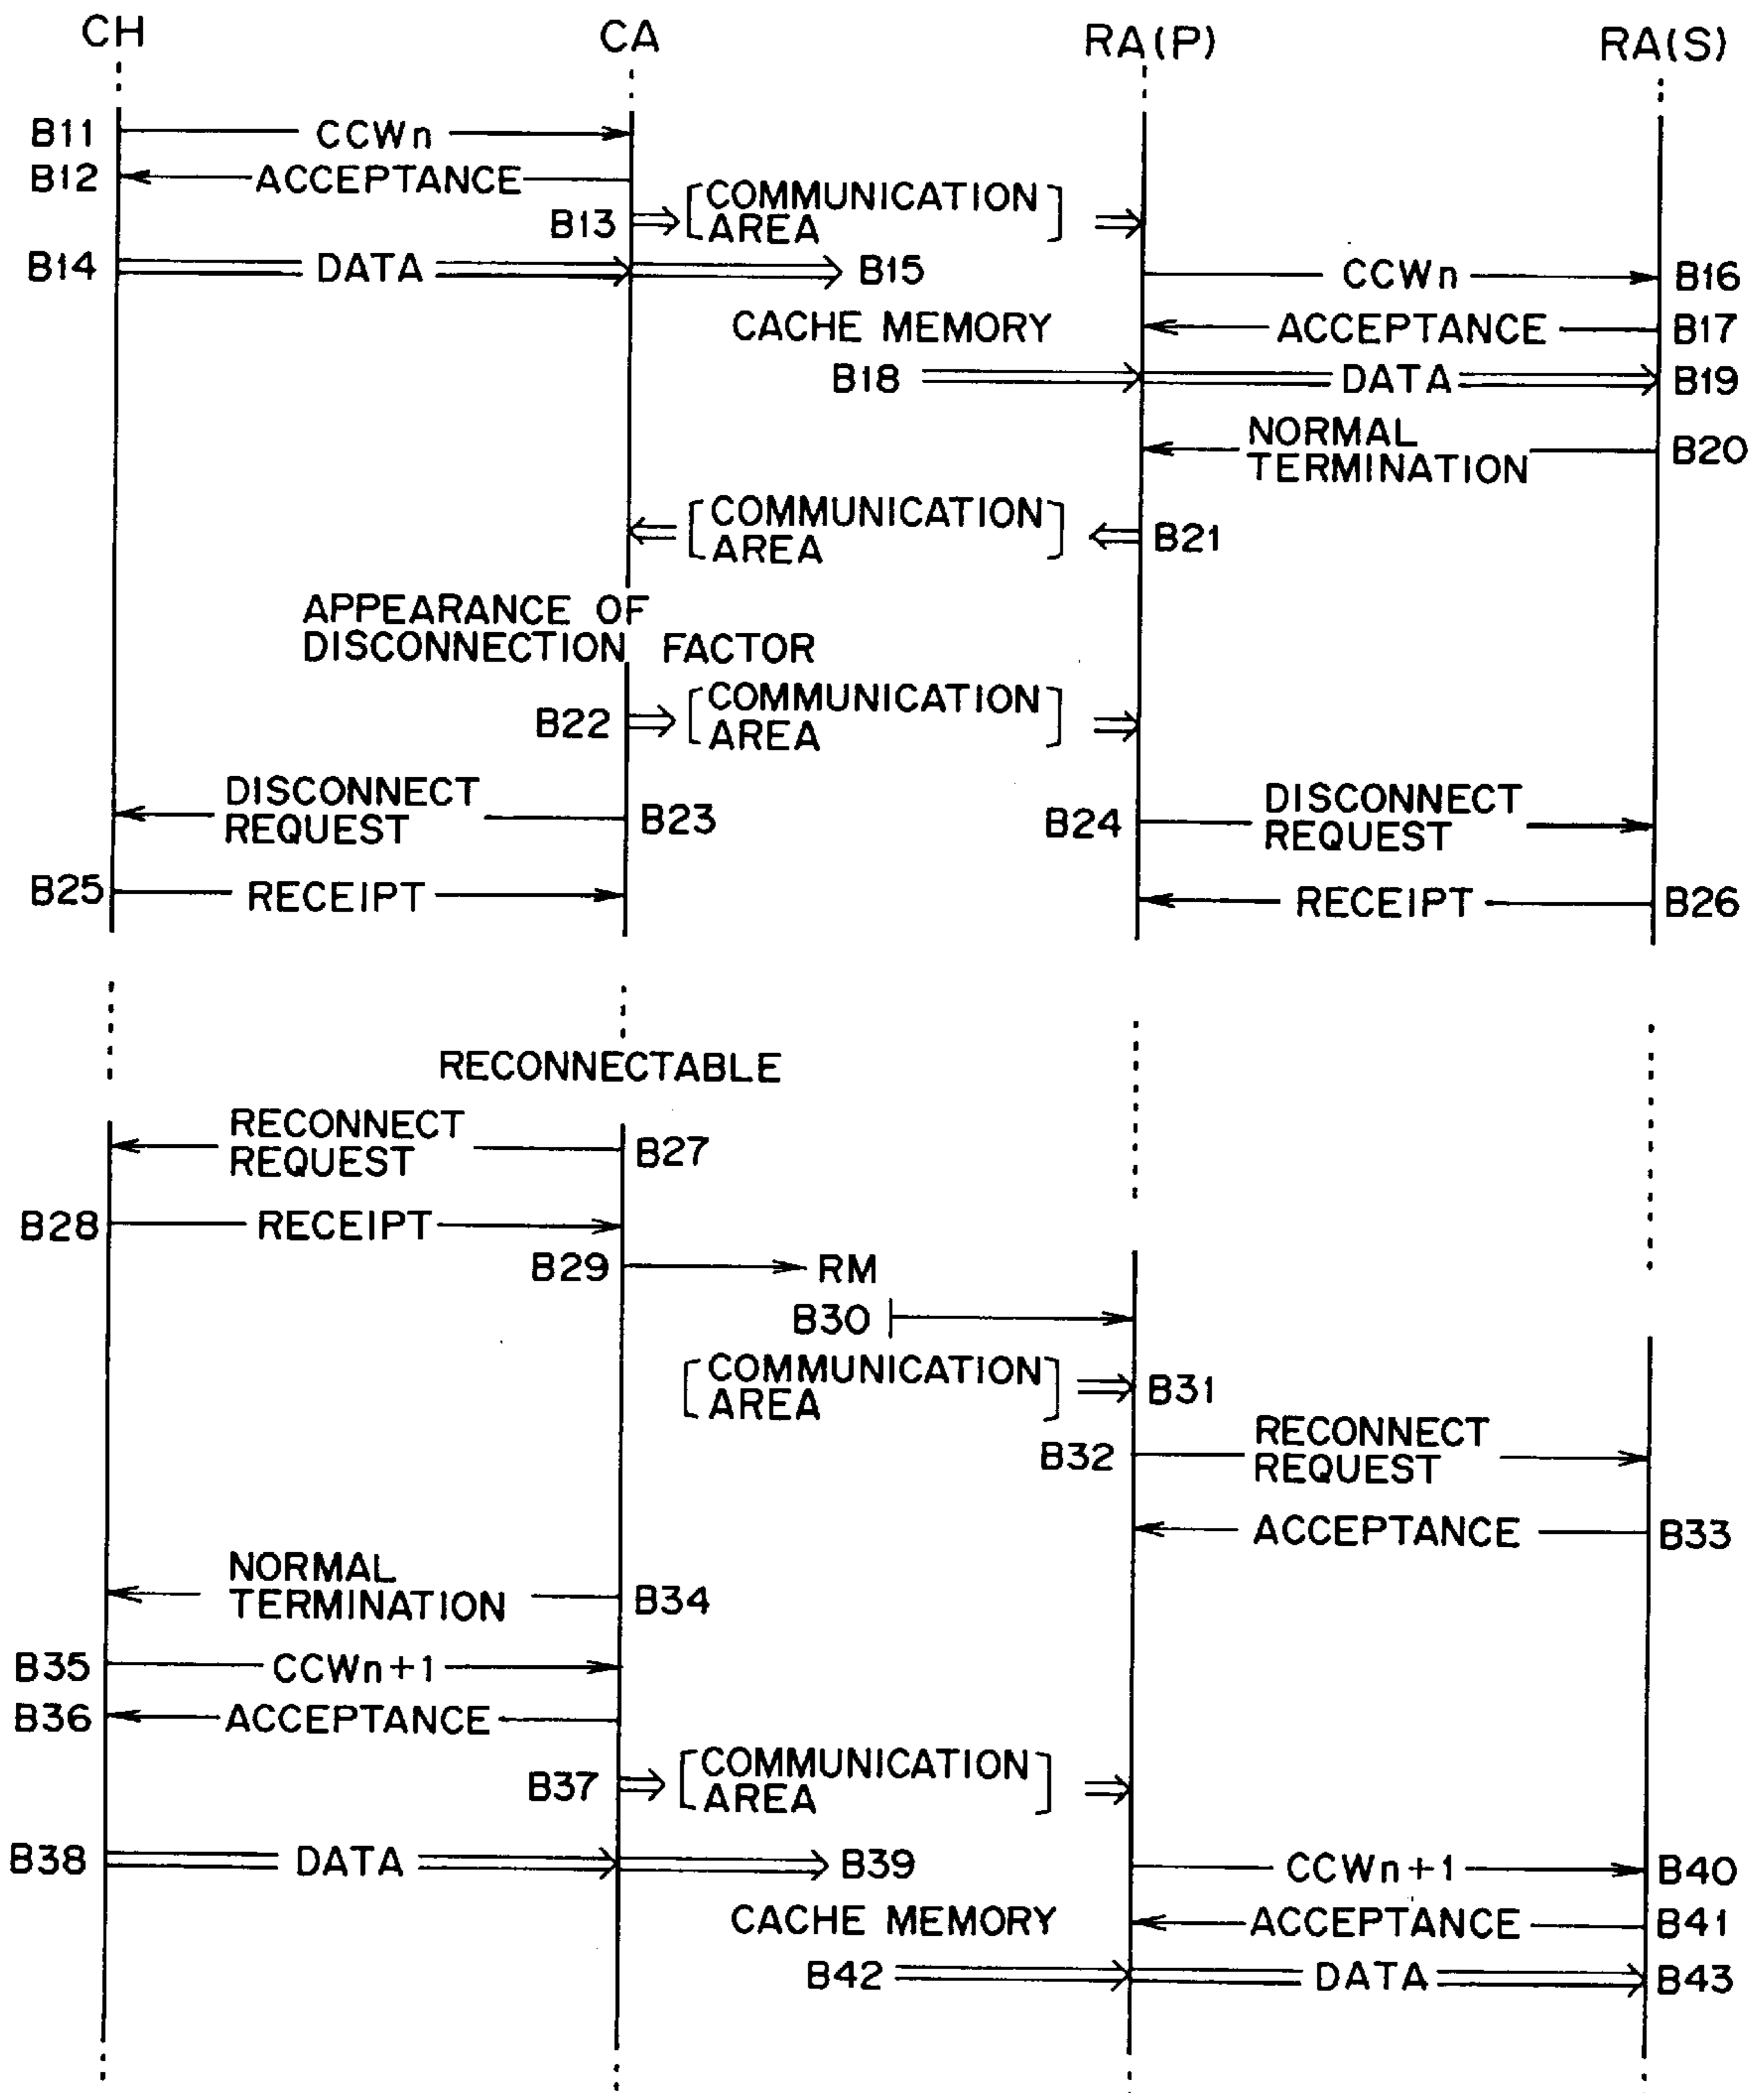 CH CA RA(P) RA(S)
B11 CCWn
B12 ACCEPTANCE
B13 [COMMUNICATION
AREA]
B14 DATA B15
CCWn B16
CACHE MEMORY ACCEPTANCE B17
B18 DATA B19
NORMAL
TERMINATION B20
[COMMUNICATION
AREA] B21
APPEARANCE OF
DISCONNECTION FACTOR
B22 [COMMUNICATION
AREA]
DISCONNECT
REQUEST B23
B24 DISCONNECT
REQUEST
B25 RECEIPT
RECEIPT B26
RECONNECTABLE
RECONNECT
REQUEST B27
B28 RECEIPT
B29 RM
B30
[COMMUNICATION
AREA] B31
B32 RECONNECT
REQUEST
ACCEPTANCE B33
NORMAL
TERMINATION B34
B35 CCWn+1
B36 ACCEPTANCE
B37 [COMMUNICATION
AREA]
B38 DATA B39
CCWn+1 B40
CACHE MEMORY ACCEPTANCE B41
B42 DATA B43